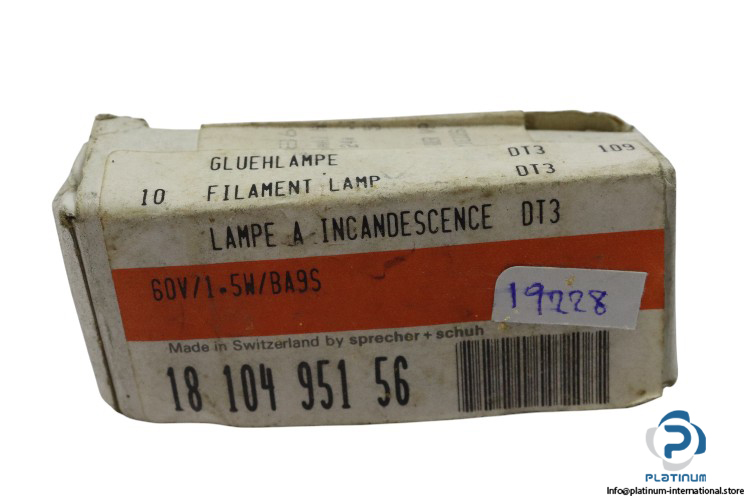 GLUEHLAMPE DT3 109
10 FILAMENT LAMP DT3
LAMPE A INCANDESCENCE DT3
60V/1.5W/BA9S
19228
Made in Switzerland by sprecher+schuh
18 104 951 56
PLATINUM
Info@platinum-international.store